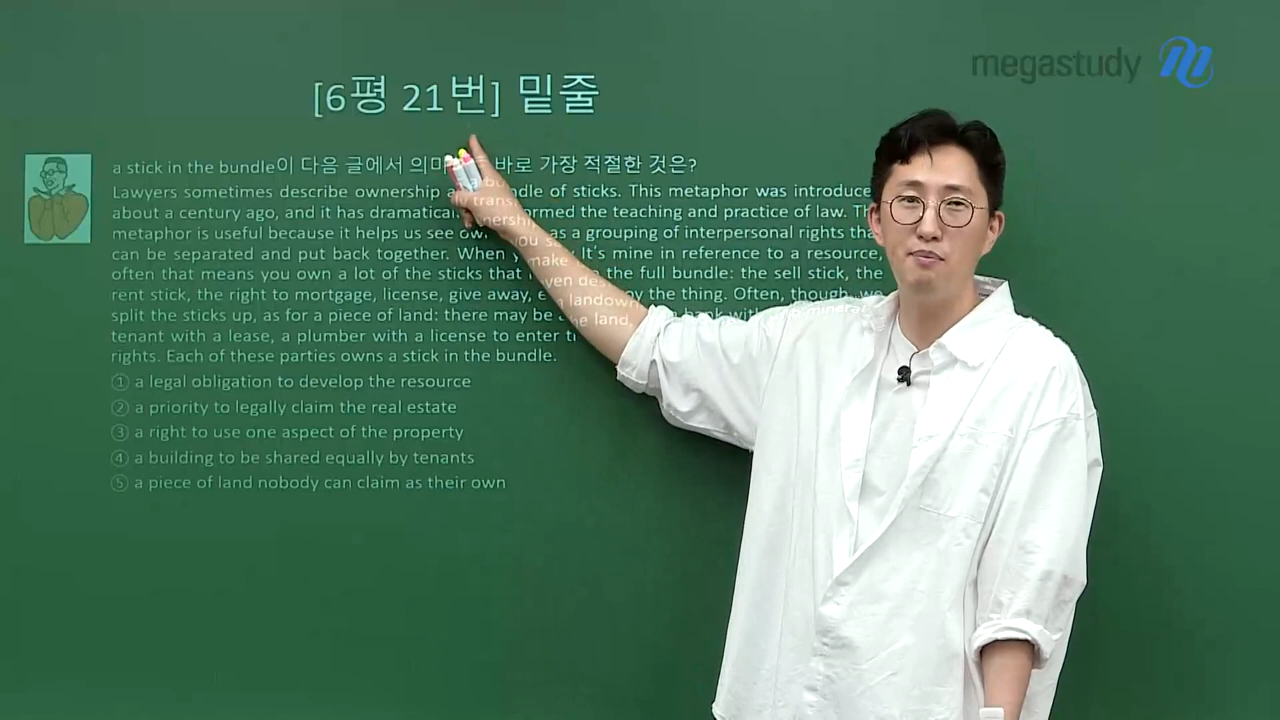 megastudy
[6평 21번] 밑줄
a stick in the bundle이 다음 글에서 바로 가장 적절한 것은?
Lawyers sometimes describe ownership a bundle of sticks. This metaphor was
about a century ago, and it has the teaching and practice of law.
metaphor is useful because it helps us see as a grouping of interpersonal rights
can be separated and put back together. When It's mine in reference to a resource,
often that means you own a lot of the sticks that make the full bundle: the sell stick, the
rent stick, the right to mortgage, license, give away, the thing. Often, though, we
split the sticks up, as for a piece of land: there may be bank with
tenant with a lease, a plumber with a license to enter
rights. Each of these parties owns a stick in the bundle.
① a legal obligation to develop the resource
② a priority to legally claim the real estate
③ a right to use one aspect of the property
④ a building to be shared equally by tenants
⑤ a piece of land nobody can claim as their own